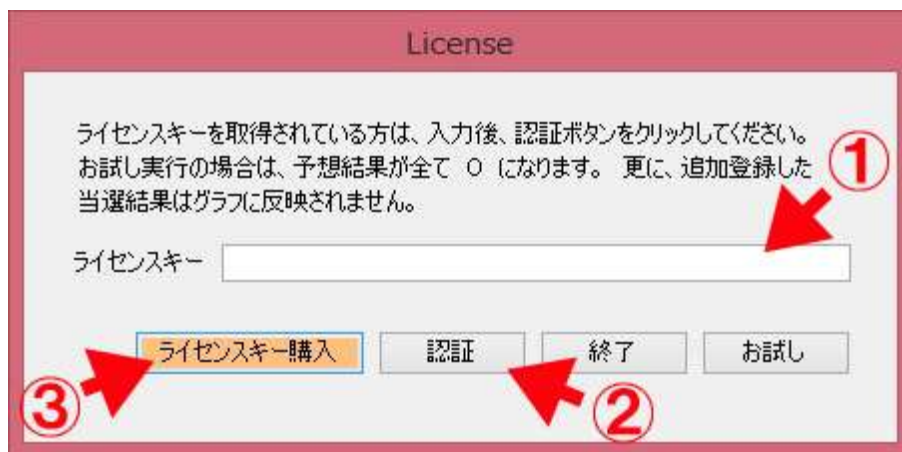 License
ライセンスキーを取得されている方は、入力後、認証ボタンをクリックしてください。
お試し実行の場合は、予想結果が全て 0 になります。 更に、追加登録した
当選結果はグラフに反映されません。
①
ライセンスキー
ライセンスキー購入 認証 終了 お試し
③ ②